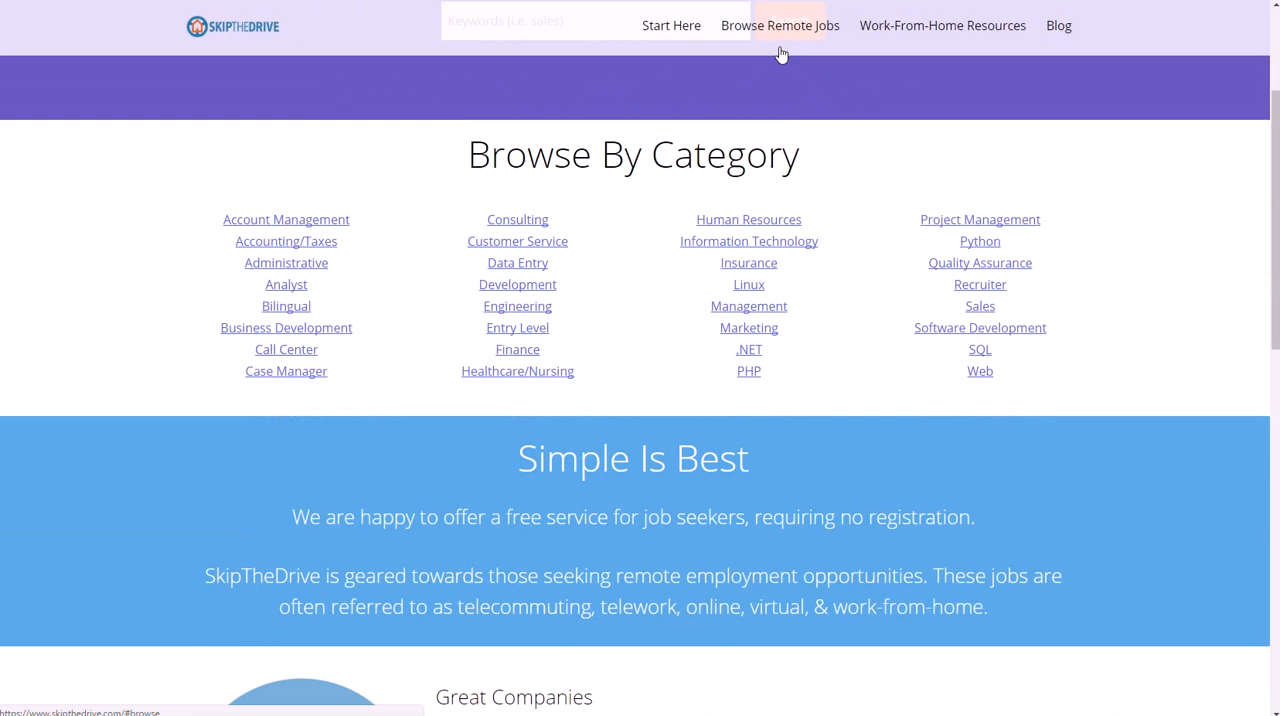 SKIPTHEDRIVE
Keywords (i.e. sales)
Start Here
Browse Remote Jobs
Work-From-Home Resources
Blog
Browse By Category
Account Management
Accounting/Taxes
Administrative
Analyst
Bilingual
Business Development
Call Center
Case Manager
Consulting
Customer Service
Data Entry
Development
Engineering
Entry Level
Finance
Healthcare/Nursing
Human Resources
Information Technology
Insurance
Linux
Management
Marketing
.NET
PHP
Project Management
Python
Quality Assurance
Recruiter
Sales
Software Development
SQL
Web
Simple Is Best
We are happy to offer a free service for job seekers, requiring no registration.
SkipTheDrive is geared towards those seeking remote employment opportunities. These jobs are
often referred to as telecommuting, telework, online, virtual, & work-from-home.
Great Companies
https://www.skipthedrive.com/#browse